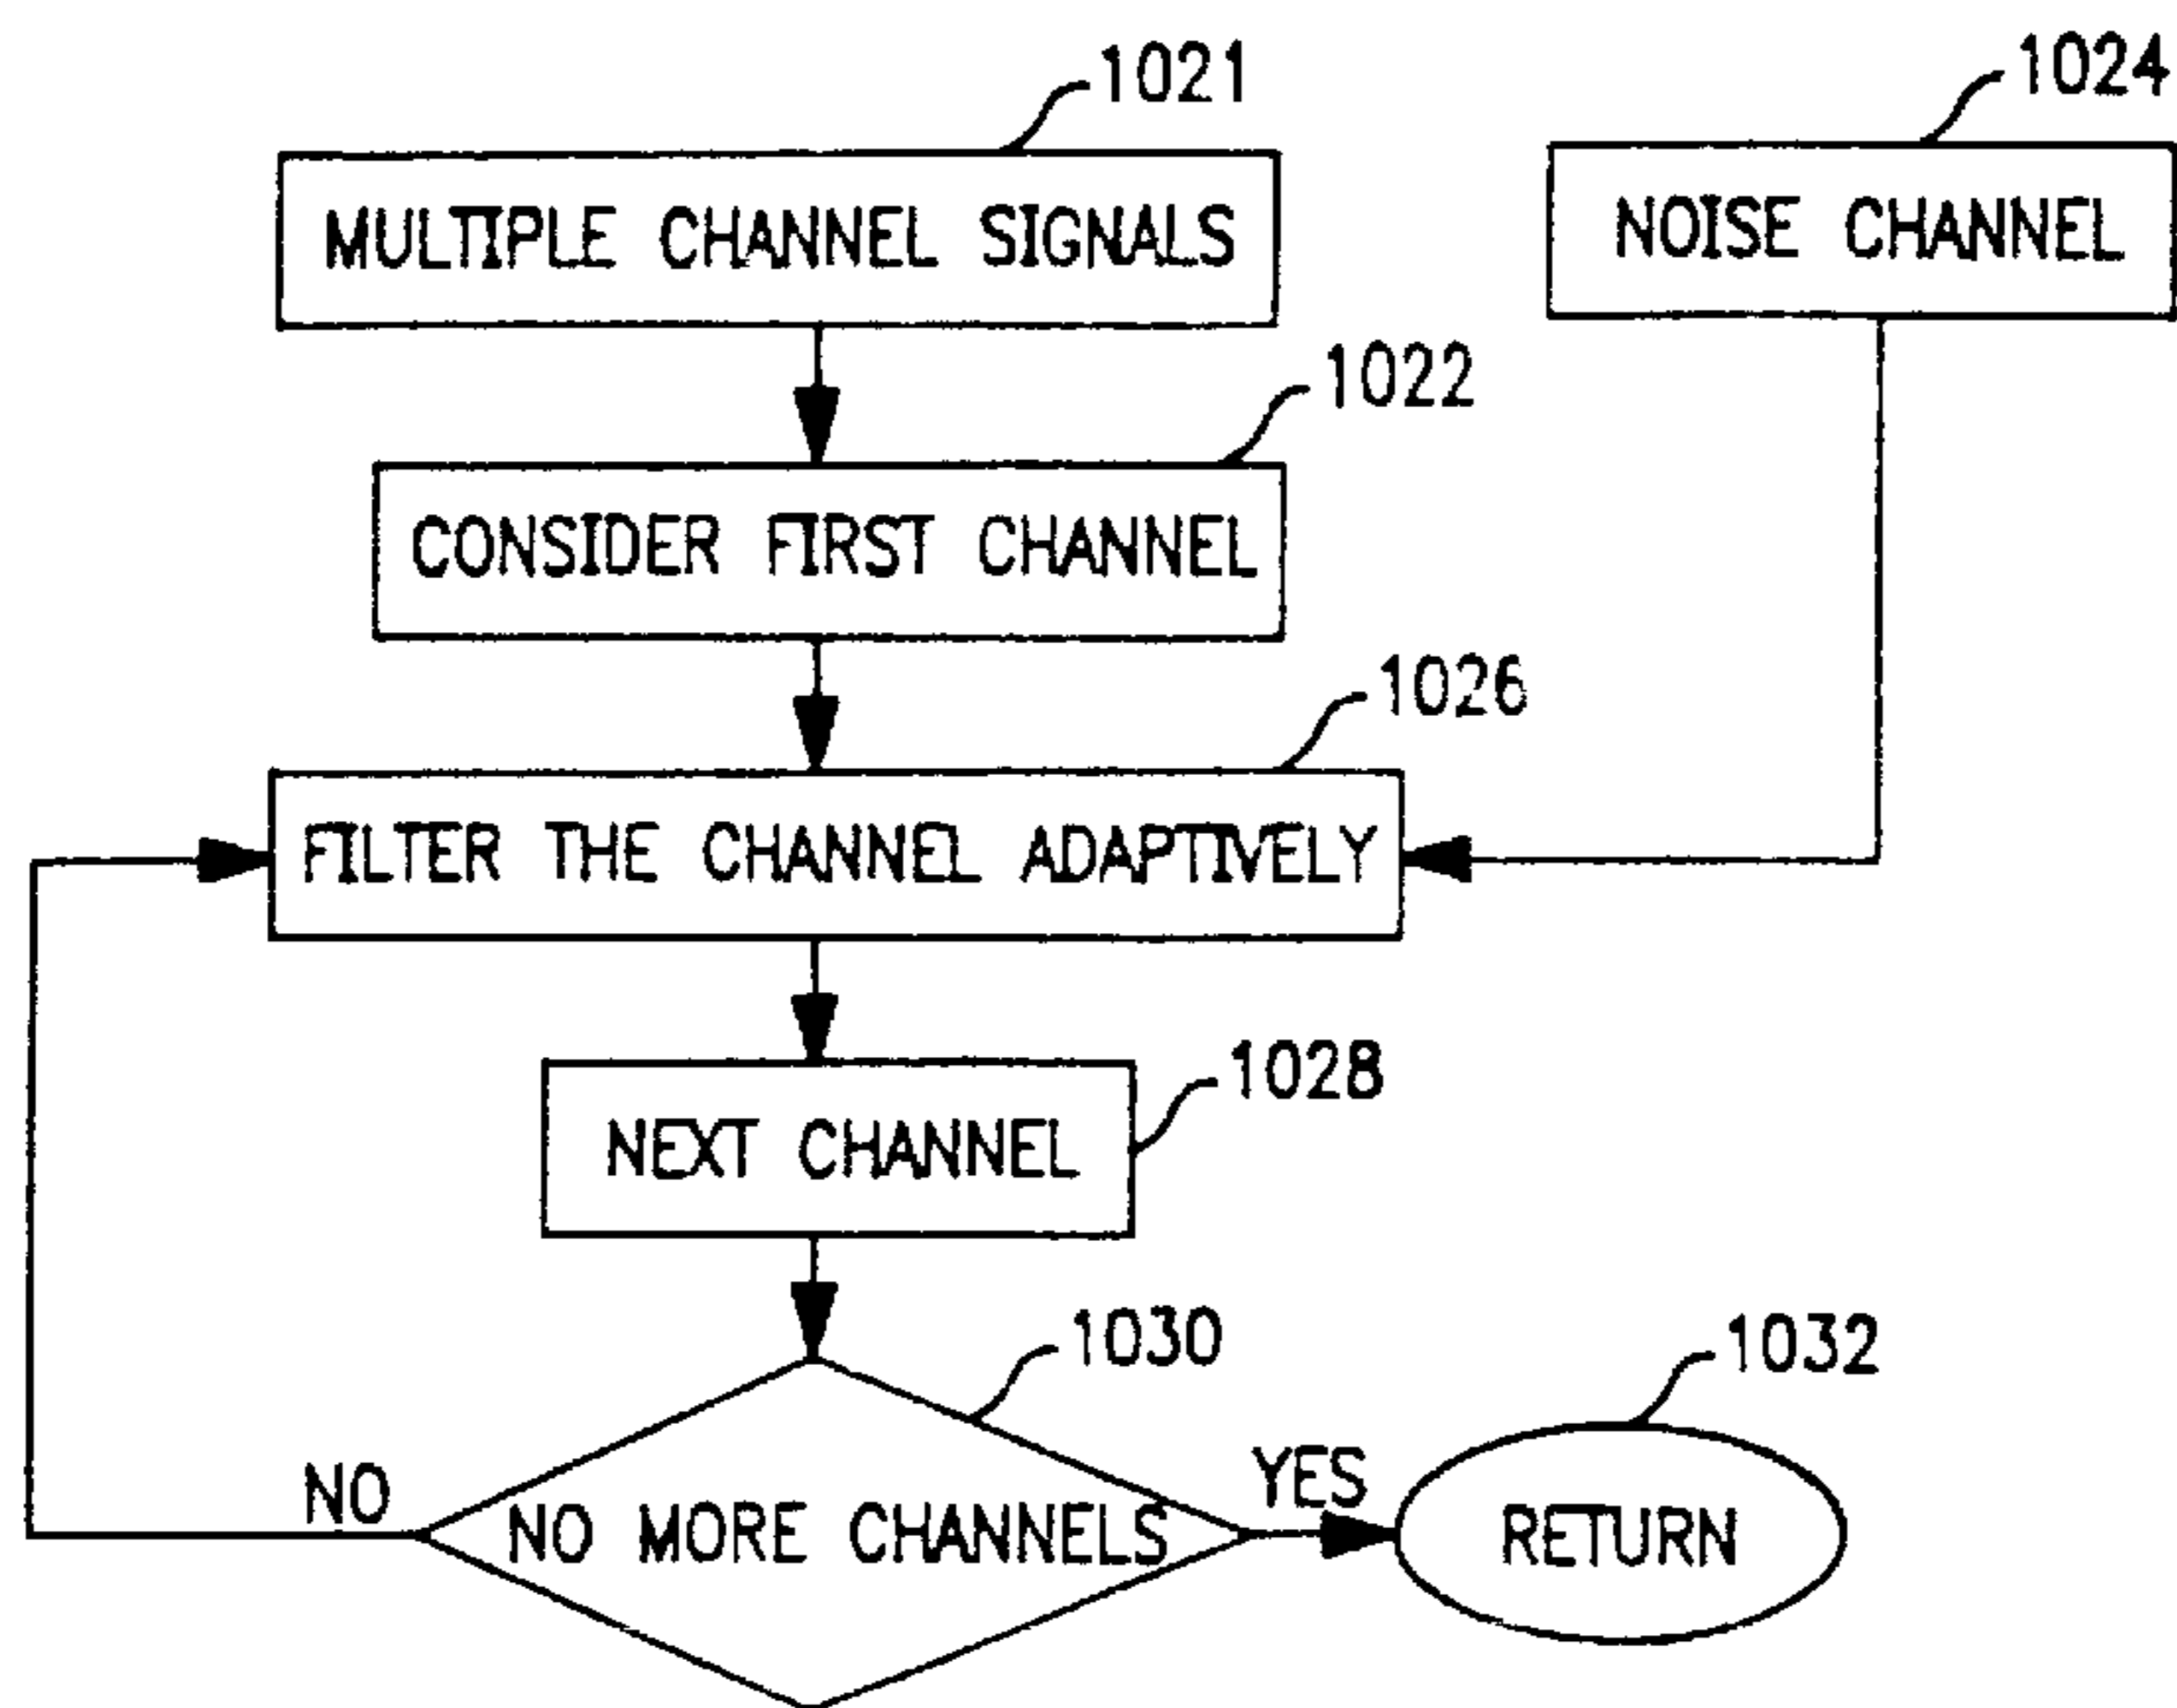 1021
1024
MULTIPLE CHANNEL SIGNALS
NOISE CHANNEL
1022
CONSIDER FIRST CHANNEL
1026
FILTER THE CHANNEL ADAPTIVELY
1028
NEXT CHANNEL
1030
1032
NO
NO MORE CHANNELS
YES
RETURN